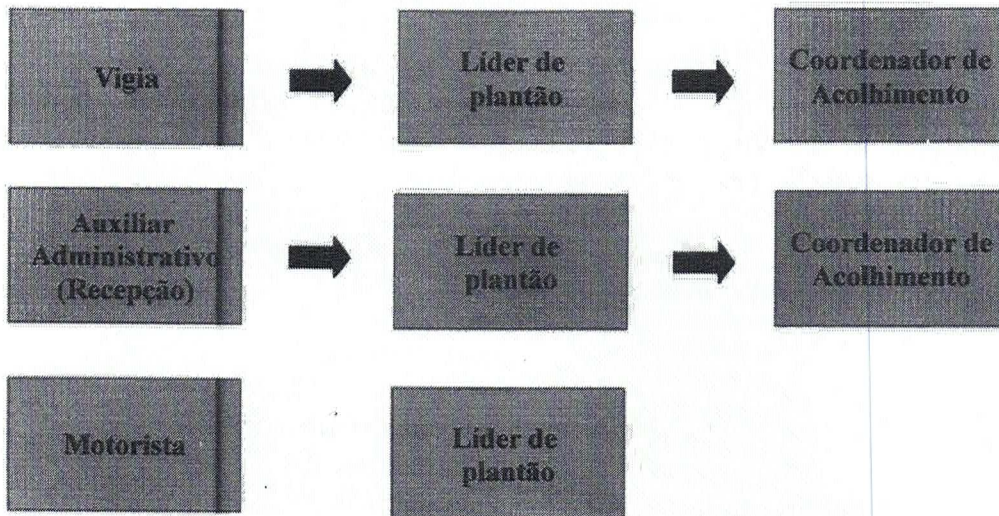 Vigia
Líder de
plantão
Coordenador de
Acolhimento
Auxiliar
Administrativo
(Recepção)
Líder de
plantão
Coordenador de
Acolhimento
Motorista
Líder de
plantão